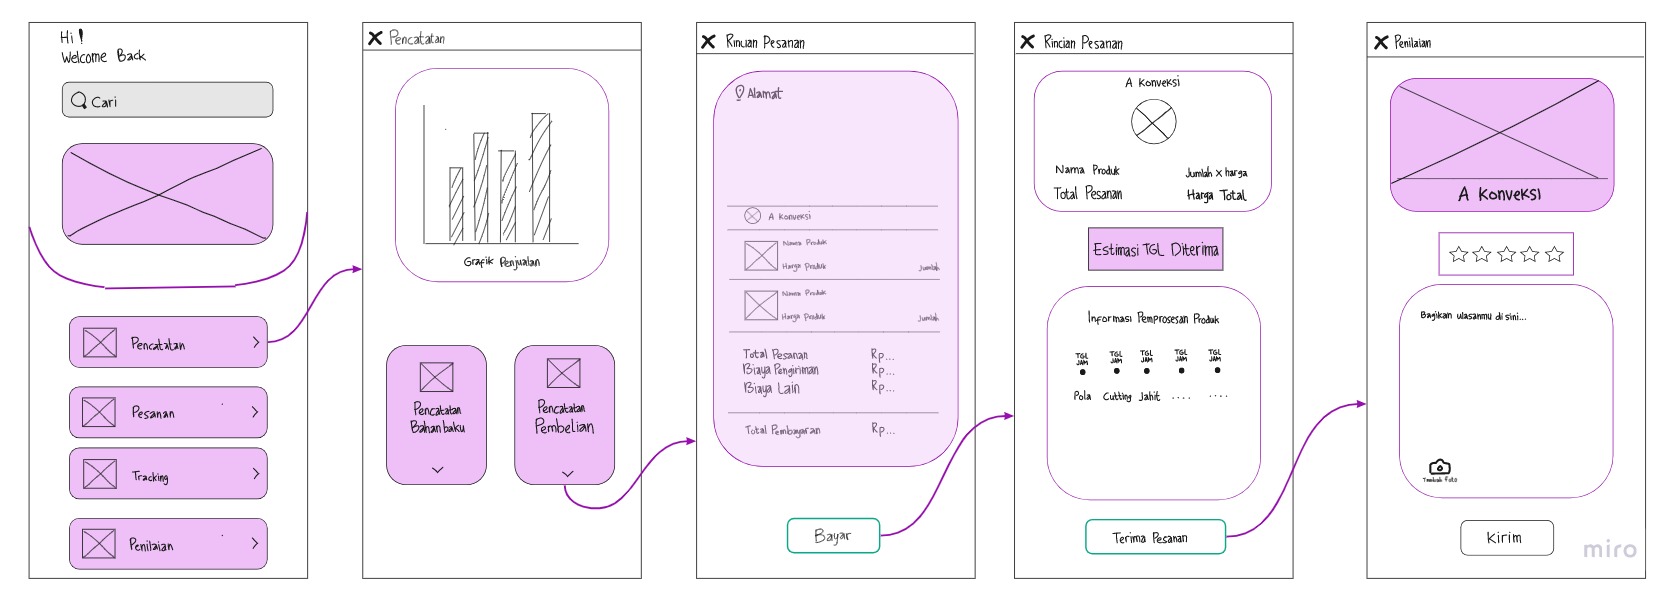 Hi !
Welcome Back
Cari
Pencatatan
Pesanan
Tracking
Penilaian
Pencatatan
Grafik Penjualan
Pencatatan
Bahan baku
Pencatatan
Pembelian
Rincian Pesanan
Alamat
A Konveksi
Nama Produk
Harga Produk Jumlah
Nama Produk
Harga Produk Jumlah
Total Pesanan Rp...
Biaya Pengiriman Rp...
Biaya Lain Rp...
Total Pembayaran Rp...
Bayar
Rincian Pesanan
A Konveksi
Nama Produk Jumlah x harga
Total Pesanan Harga Total
Estimasi TGL Diterima
Informasi Pemprosesan Produk
TGL TGL TGL TGL TGL
JAM JAM JAM JAM JAM
Pola Cutting Jahit .... ....
Terima Pesanan
Penilaian
A Konveksi
Bagikan ulasanmu di sini...
Tambah foto
Kirim
miro